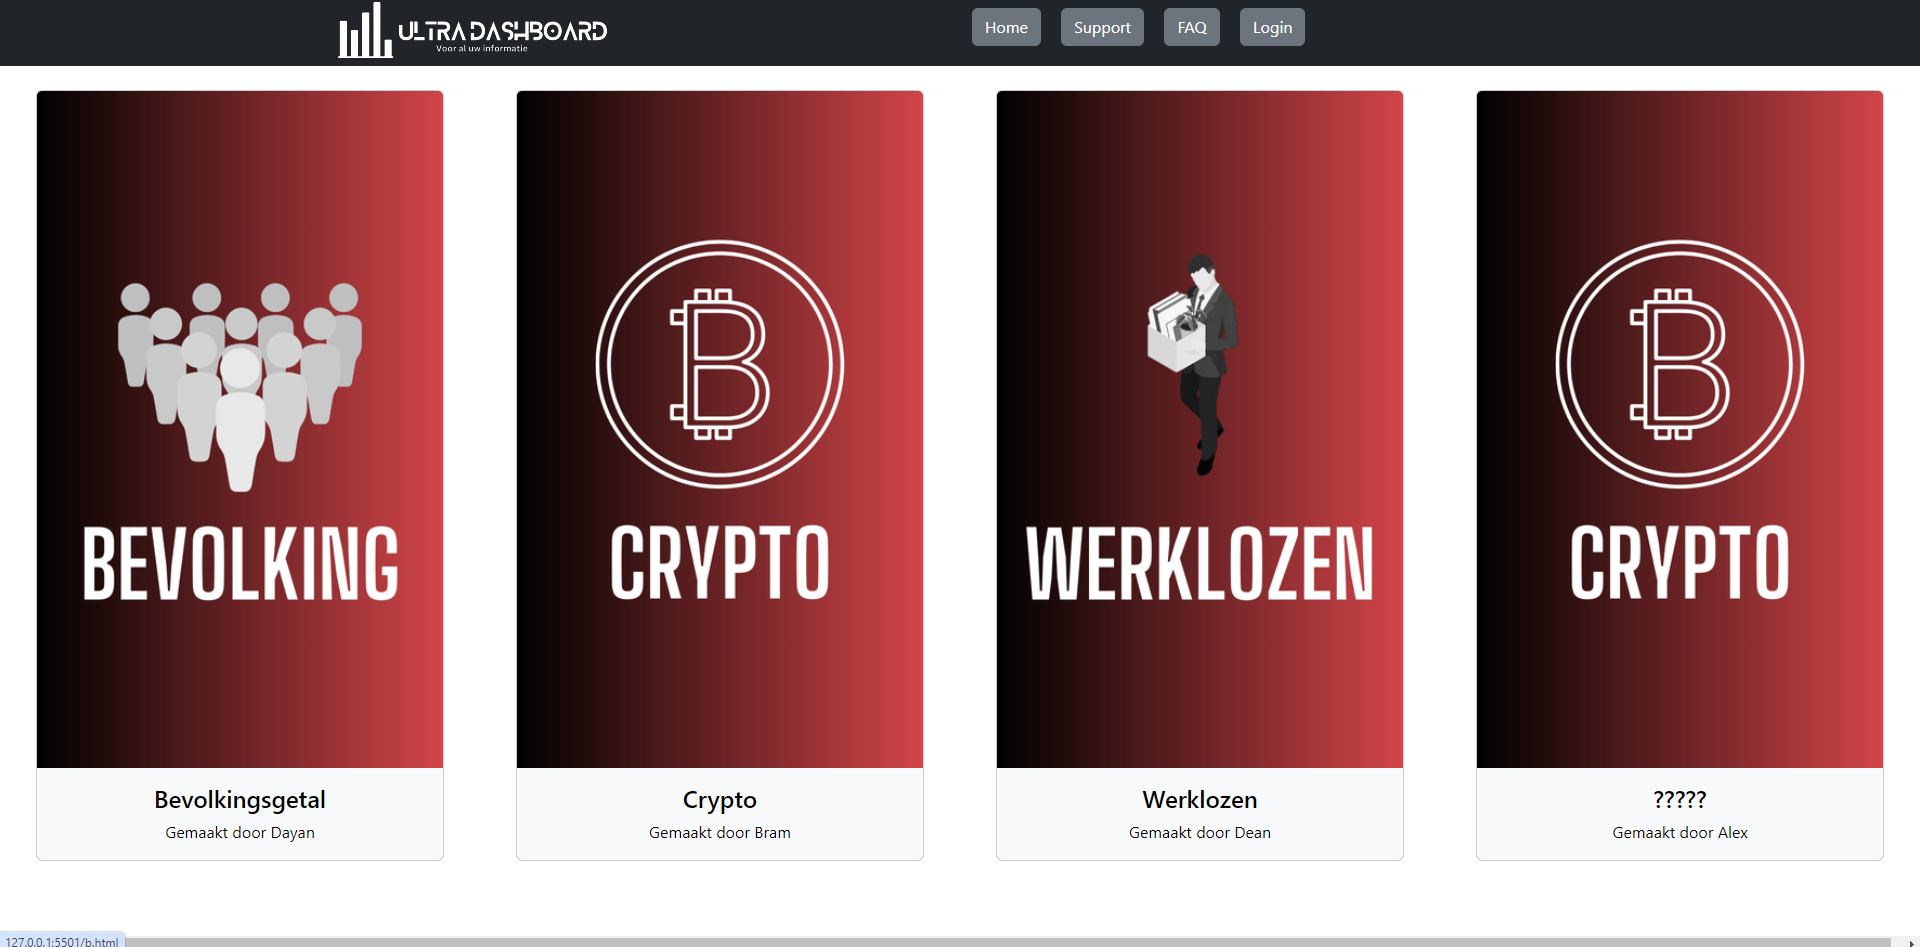 ULTRA DASHBOARD
Voor al uw informatie
Home Support FAQ Login
BEVOLKING
Bevolkingsgetal
Gemaakt door Dayan
CRYPTO
Crypto
Gemaakt door Bram
WERKLOZEN
Werklozen
Gemaakt door Dean
CRYPTO
?????
Gemaakt door Alex
127.0.0.1:5501/b.html